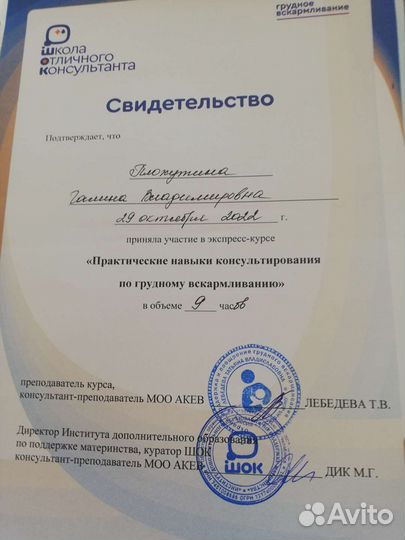 грудное
вскармливание
Школа
отличного
консультанта
Свидетельство
Подтверждает, что
Плохутина
Галина Владимировна
29 октября 2022 г.
приняла участие в экспресс-курсе
«Практические навыки консультирования
по грудному вскармливанию»
в объеме 9 часов
преподаватель курса,
консультант-преподаватель МОО АКЕВ
ЛЕБЕДЕВА Т.В.
Директор Института дополнительного образования
по поддержке материнства, куратор ШОК
консультант-преподаватель МОО АКЕВ
ШОК
ДИК М.Г.
Avito